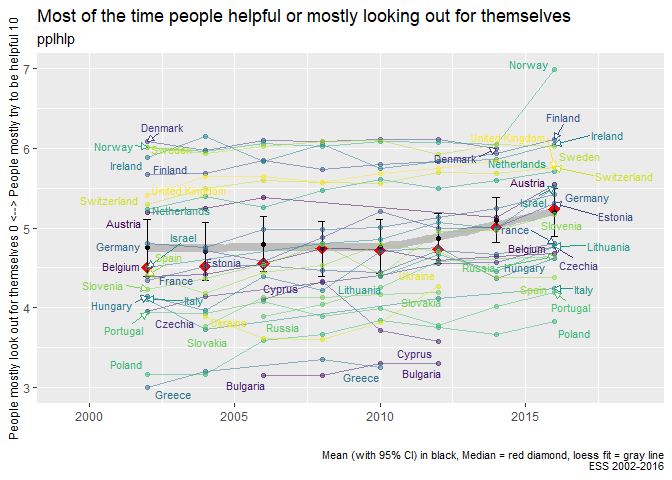 Most of the time people helpful or mostly looking out for themselves
pplhlp
People mostly look out for themselves 0 <--> People mostly try to be helpful 10
7
6
5
4
3
Norway
Finland
Denmark
United Kingdom
Ireland
Norway
Sweden
Denmark
Sweden
Ireland
Finland
Netherlands
Switzerland
Austria
United Kingdom
Switzerland
Netherlands
Israel
Germany
Estonia
Austria
France
Slovenia
Israel
Germany
Belgium
Lithuania
Spain
Estonia
Belgium
Russia
Hungary
Czechia
France
Ukraine
Slovenia
Cyprus
Lithuania
Spain
Italy
Hungary
Italy
Slovakia
Portugal
Portugal
Czechia
Ukraine
Russia
Italy
Slovakia
Cyprus
Poland
Greece
Bulgaria
Bulgaria
Greece
2000
2005
2010
2015
Mean (with 95% CI) in black, Median = red diamond, loess fit = gray line
ESS 2002-2016